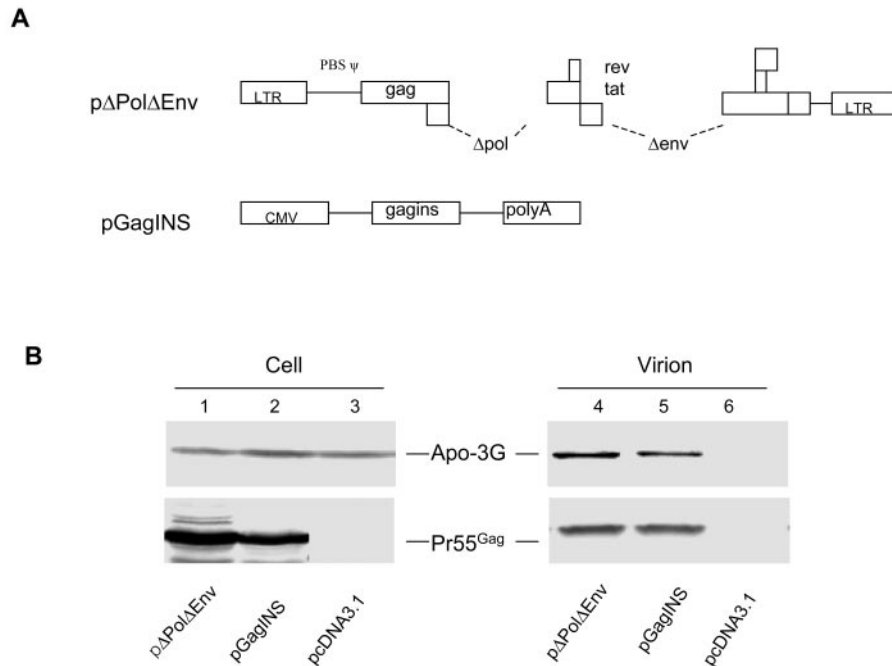 A
PBS ψ
pΔPolΔEnv
LTR
gag
rev
tat
LTR
Δpol
Δenv
pGagINS
CMV
gagins
polyA
B
Cell
Virion
1 2 3 4 5 6
Apo-3G
Pr55Gag
pΔPolΔEnv
pGagINS
pcDNA3.1
pΔPolΔEnv
pGagINS
pcDNA3.1